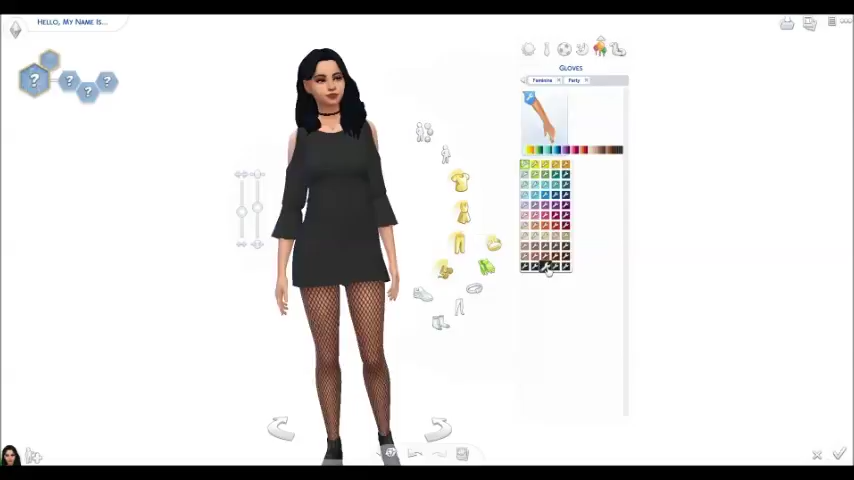 HELLO, MY NAME IS...
GLOVES
Feminine × Party ×
? ? ? ?